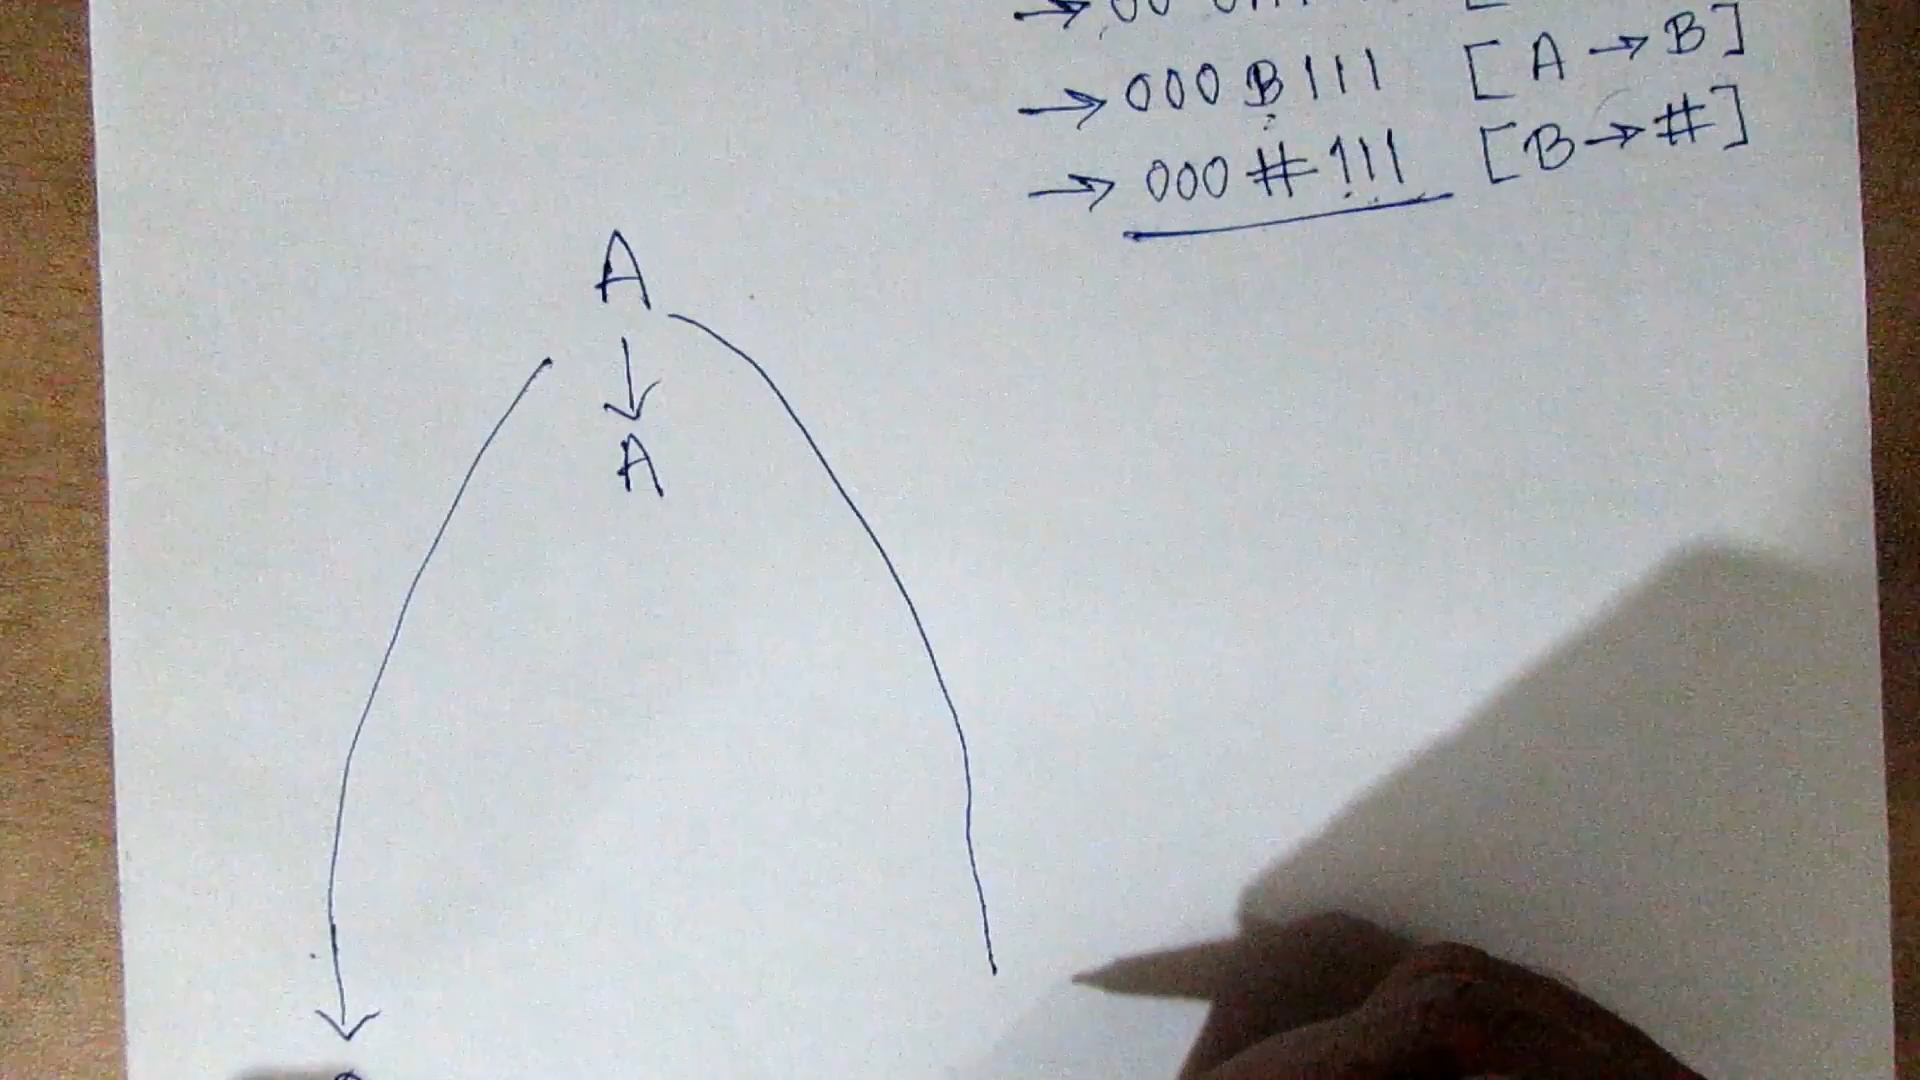 → 000B111 [A → B]
→ 000#111 [B → #]
A
↓
A